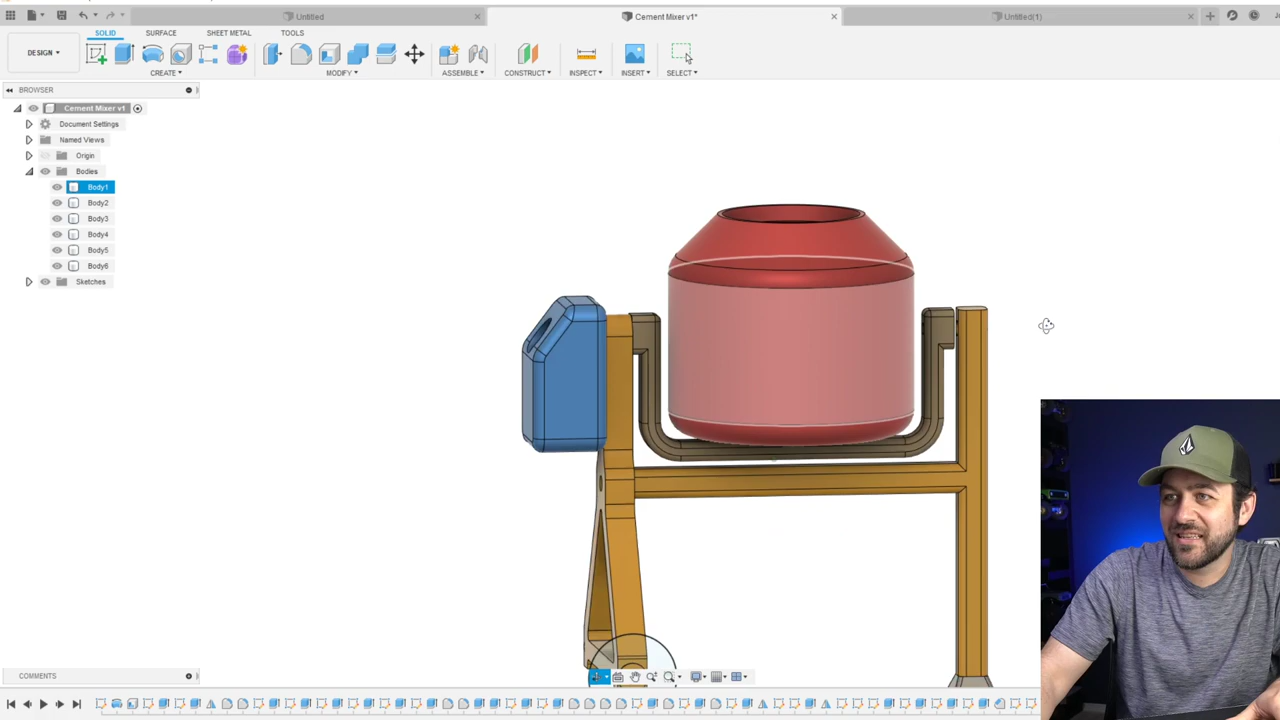 Untitled
Cement Mixer v1*
Untitled(1)
SOLID
SURFACE
SHEET METAL
TOOLS
DESIGN
CREATE
MODIFY
ASSEMBLE
CONSTRUCT
INSPECT
INSERT
SELECT
BROWSER
Cement Mixer v1
Document Settings
Named Views
Origin
Bodies
Body1
Body2
Body3
Body4
Body5
Body6
Sketches
COMMENTS